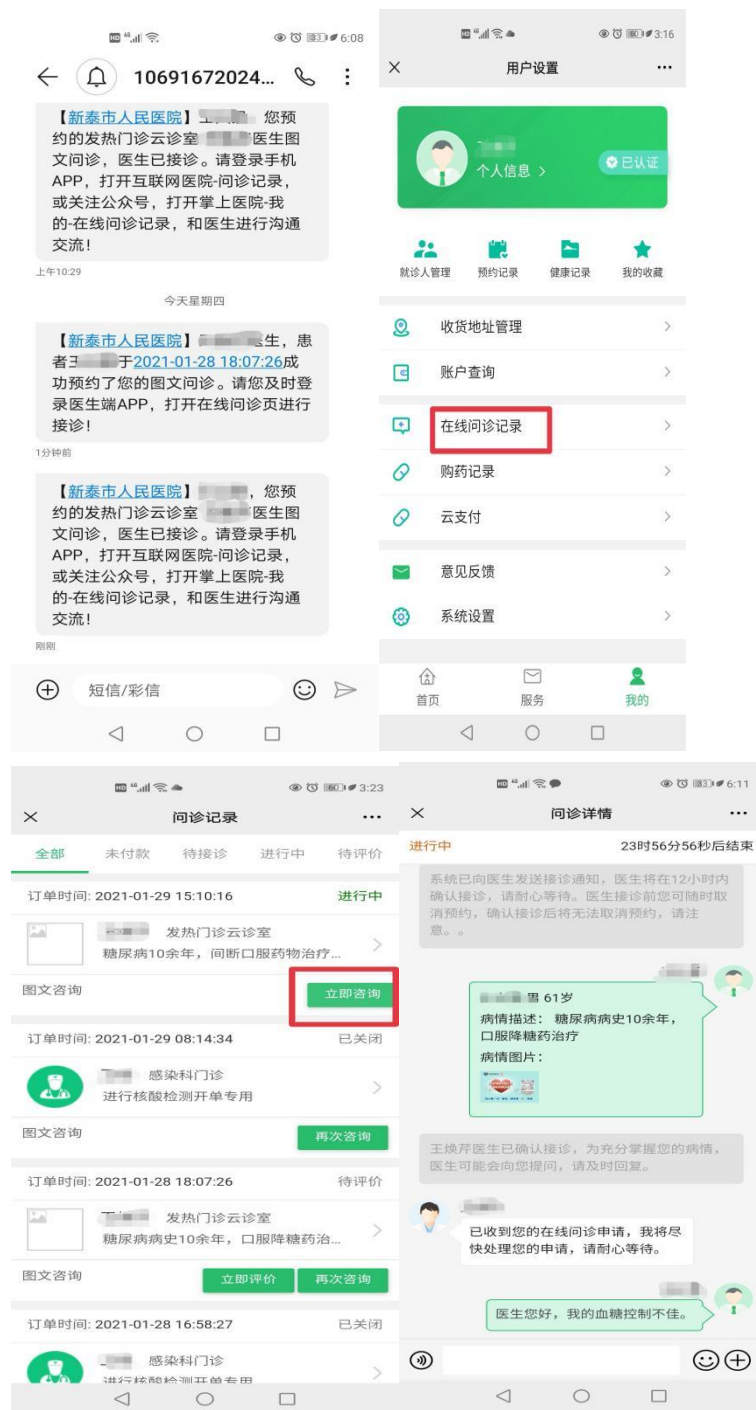 6:08
10691672024...
【新泰市人民医院】 您预
约的发热门诊云诊室 医生图
文问诊，医生已接诊。请登录手机
APP，打开互联网医院-问诊记录，
或关注公众号，打开掌上医院-我
的-在线问诊记录，和医生进行沟通
交流！
上午10:29
今天星期四
【新泰市人民医院】 医生，患
者王 于2021-01-28 18:07:26成
功预约了您的图文问诊。请您及时登
录医生端APP，打开在线问诊页进行
接诊！
1分钟前
【新泰市人民医院】 ，您预
约的发热门诊云诊室 医生图
文问诊，医生已接诊。请登录手机
APP，打开互联网医院-问诊记录，
或关注公众号，打开掌上医院-我
的-在线问诊记录，和医生进行沟通
交流！
刚刚
短信/彩信
3:16
用户设置
个人信息
已认证
就诊人管理 预约记录 健康记录 我的收藏
收货地址管理
账户查询
在线问诊记录
购药记录
云支付
意见反馈
系统设置
首页 服务 我的
3:23
问诊记录
全部 未付款 待接诊 进行中 待评价
订单时间: 2021-01-29 15:10:16 进行中
发热门诊云诊室
糖尿病10余年，间断口服药物治疗...
图文咨询 立即咨询
订单时间: 2021-01-29 08:14:34 已关闭
感染科门诊
进行核酸检测开单专用
图文咨询 再次咨询
订单时间: 2021-01-28 18:07:26 待评价
发热门诊云诊室
糖尿病病史10余年，口服降糖药治...
图文咨询 立即评价 再次咨询
订单时间: 2021-01-28 16:58:27 已关闭
感染科门诊
进行核酸检测开单专用
6:11
问诊详情
进行中 23时56分56秒后结束
系统已向医生发送接诊通知，医生将在12小时内
确认接诊，请耐心等待。医生接诊前您可随时取
消预约，确认接诊后将无法取消预约，请注
意。。
61岁
病情描述： 糖尿病病史10余年，
口服降糖药治疗
病情图片：
王焕芹医生已确认接诊，为充分掌握您的病情，
医生可能会向您提问，请及时回复。
已收到您的在线问诊申请，我将尽
快处理您的申请，请耐心等待。
医生您好，我的血糖控制不佳。